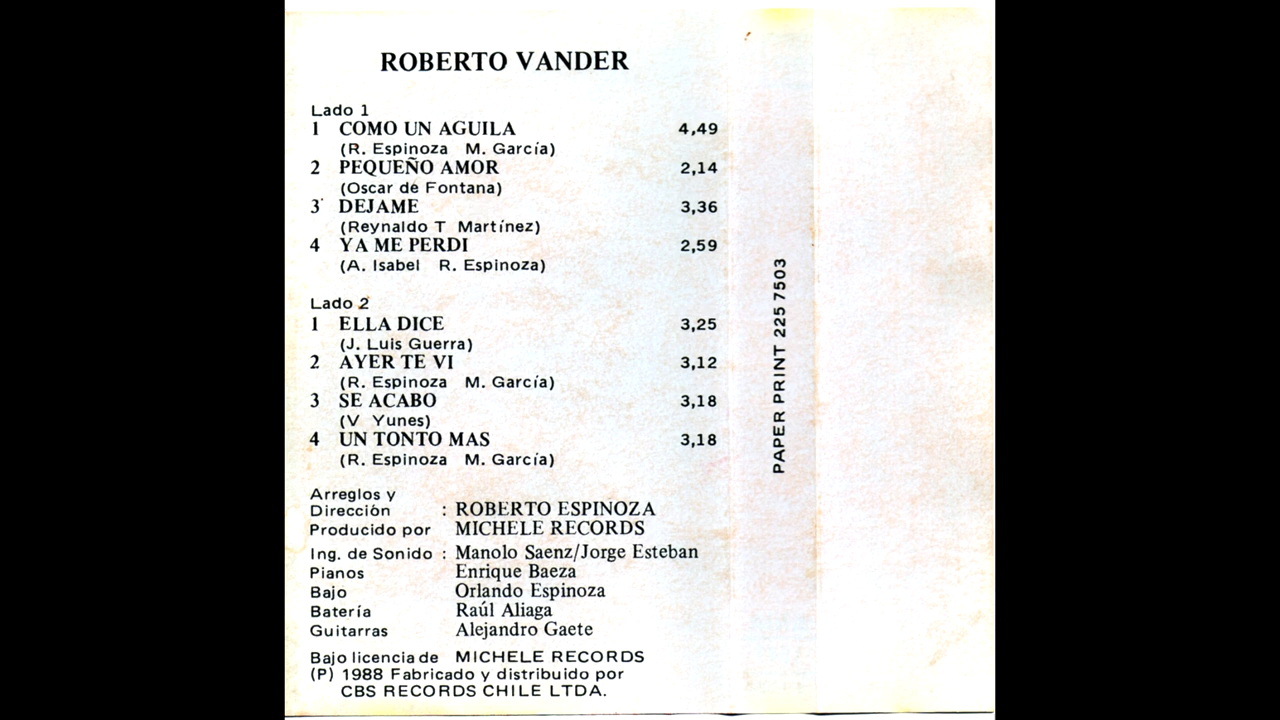 ROBERTO VANDER
Lado 1
1 COMO UN AGUILA 4,49
(R. Espinoza M. García)
2 PEQUEÑO AMOR 2,14
(Oscar de Fontana)
3 DEJAME 3,36
(Reynaldo T Martínez)
4 YA ME PERDI 2,59
(A. Isabel R. Espinoza)
Lado 2
1 ELLA DICE 3,25
(J. Luis Guerra)
2 AYER TE VI 3,12
(R. Espinoza M. García)
3 SE ACABO 3,18
(V Yunes)
4 UN TONTO MAS 3,18
(R. Espinoza M. García)
Arreglos y
Dirección : ROBERTO ESPINOZA
Producido por MICHELE RECORDS
Ing. de Sonido : Manolo Saenz/Jorge Esteban
Pianos Enrique Baeza
Bajo Orlando Espinoza
Batería Raúl Aliaga
Guitarras Alejandro Gaete
Bajo licencia de MICHELE RECORDS
(P) 1988 Fabricado y distribuido por
CBS RECORDS CHILE LTDA.
PAPER PRINT 225 7503